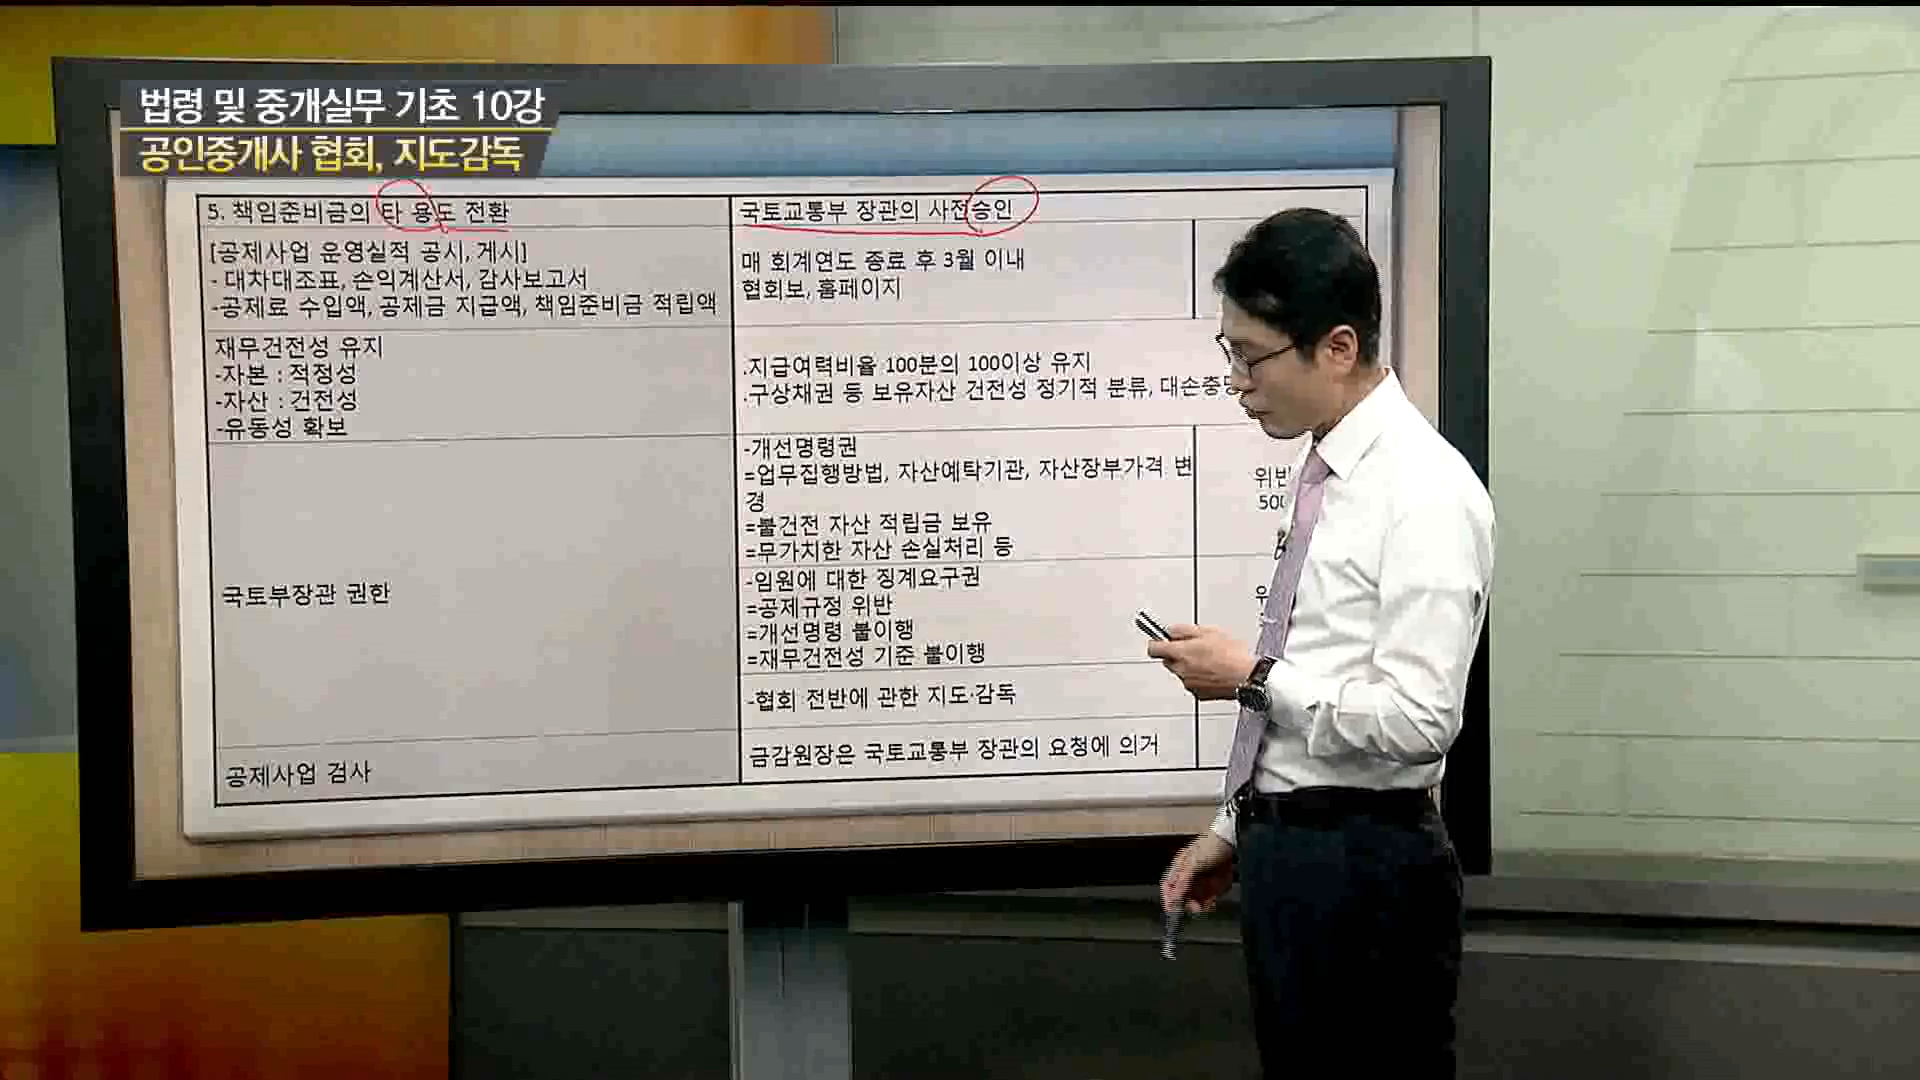 법령 및 중개실무 기초 10강
공인중개사 협회, 지도감독
5. 책임준비금의 타 용도 전환
국토교통부 장관의 사전승인
[공제사업 운영실적 공시, 게시]
- 대차대조표, 손익계산서, 감사보고서
-공제료 수입액, 공제금 지급액, 책임준비금 적립액
매 회계연도 종료 후 3월 이내
협회보, 홈페이지
재무건전성 유지
-자본 : 적정성
-자산 : 건전성
-유동성 확보
.지급여력비율 100분의 100이상 유지
.구상채권 등 보유자산 건전성 정기적 분류,
국토부장관 권한
-개선명령권
=업무집행방법, 자산예탁기관, 자산장부가격 변
경
=불건전 자산 적립금 보유
=무가치한 자산 손실처리 등
-임원에 대한 징계요구권
=공제규정 위반
=개선명령 불이행
=재무건전성 기준 불이행
-협회 전반에 관한 지도·감독
공제사업 검사
금감원장은 국토교통부 장관의 요청에 의거